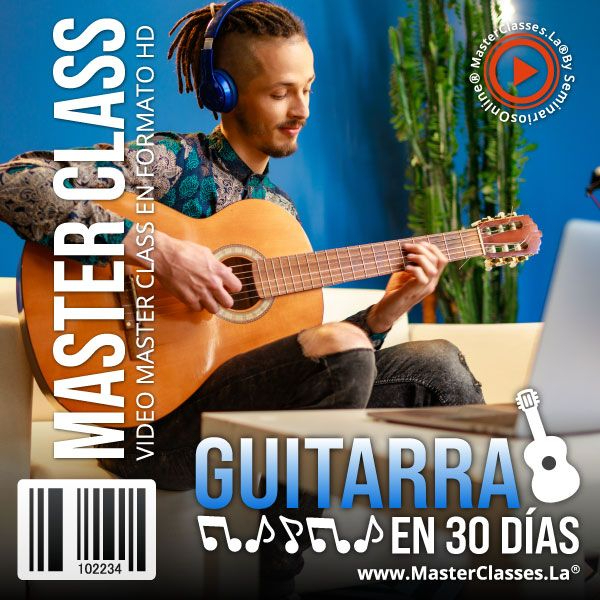 MASTER CLASS
VIDEO MASTER CLASS EN FORMATO HD
MasterClasses.La® By SeminariosOnline®
GUITARRA
EN 30 DÍAS
www.MasterClasses.La®
102234